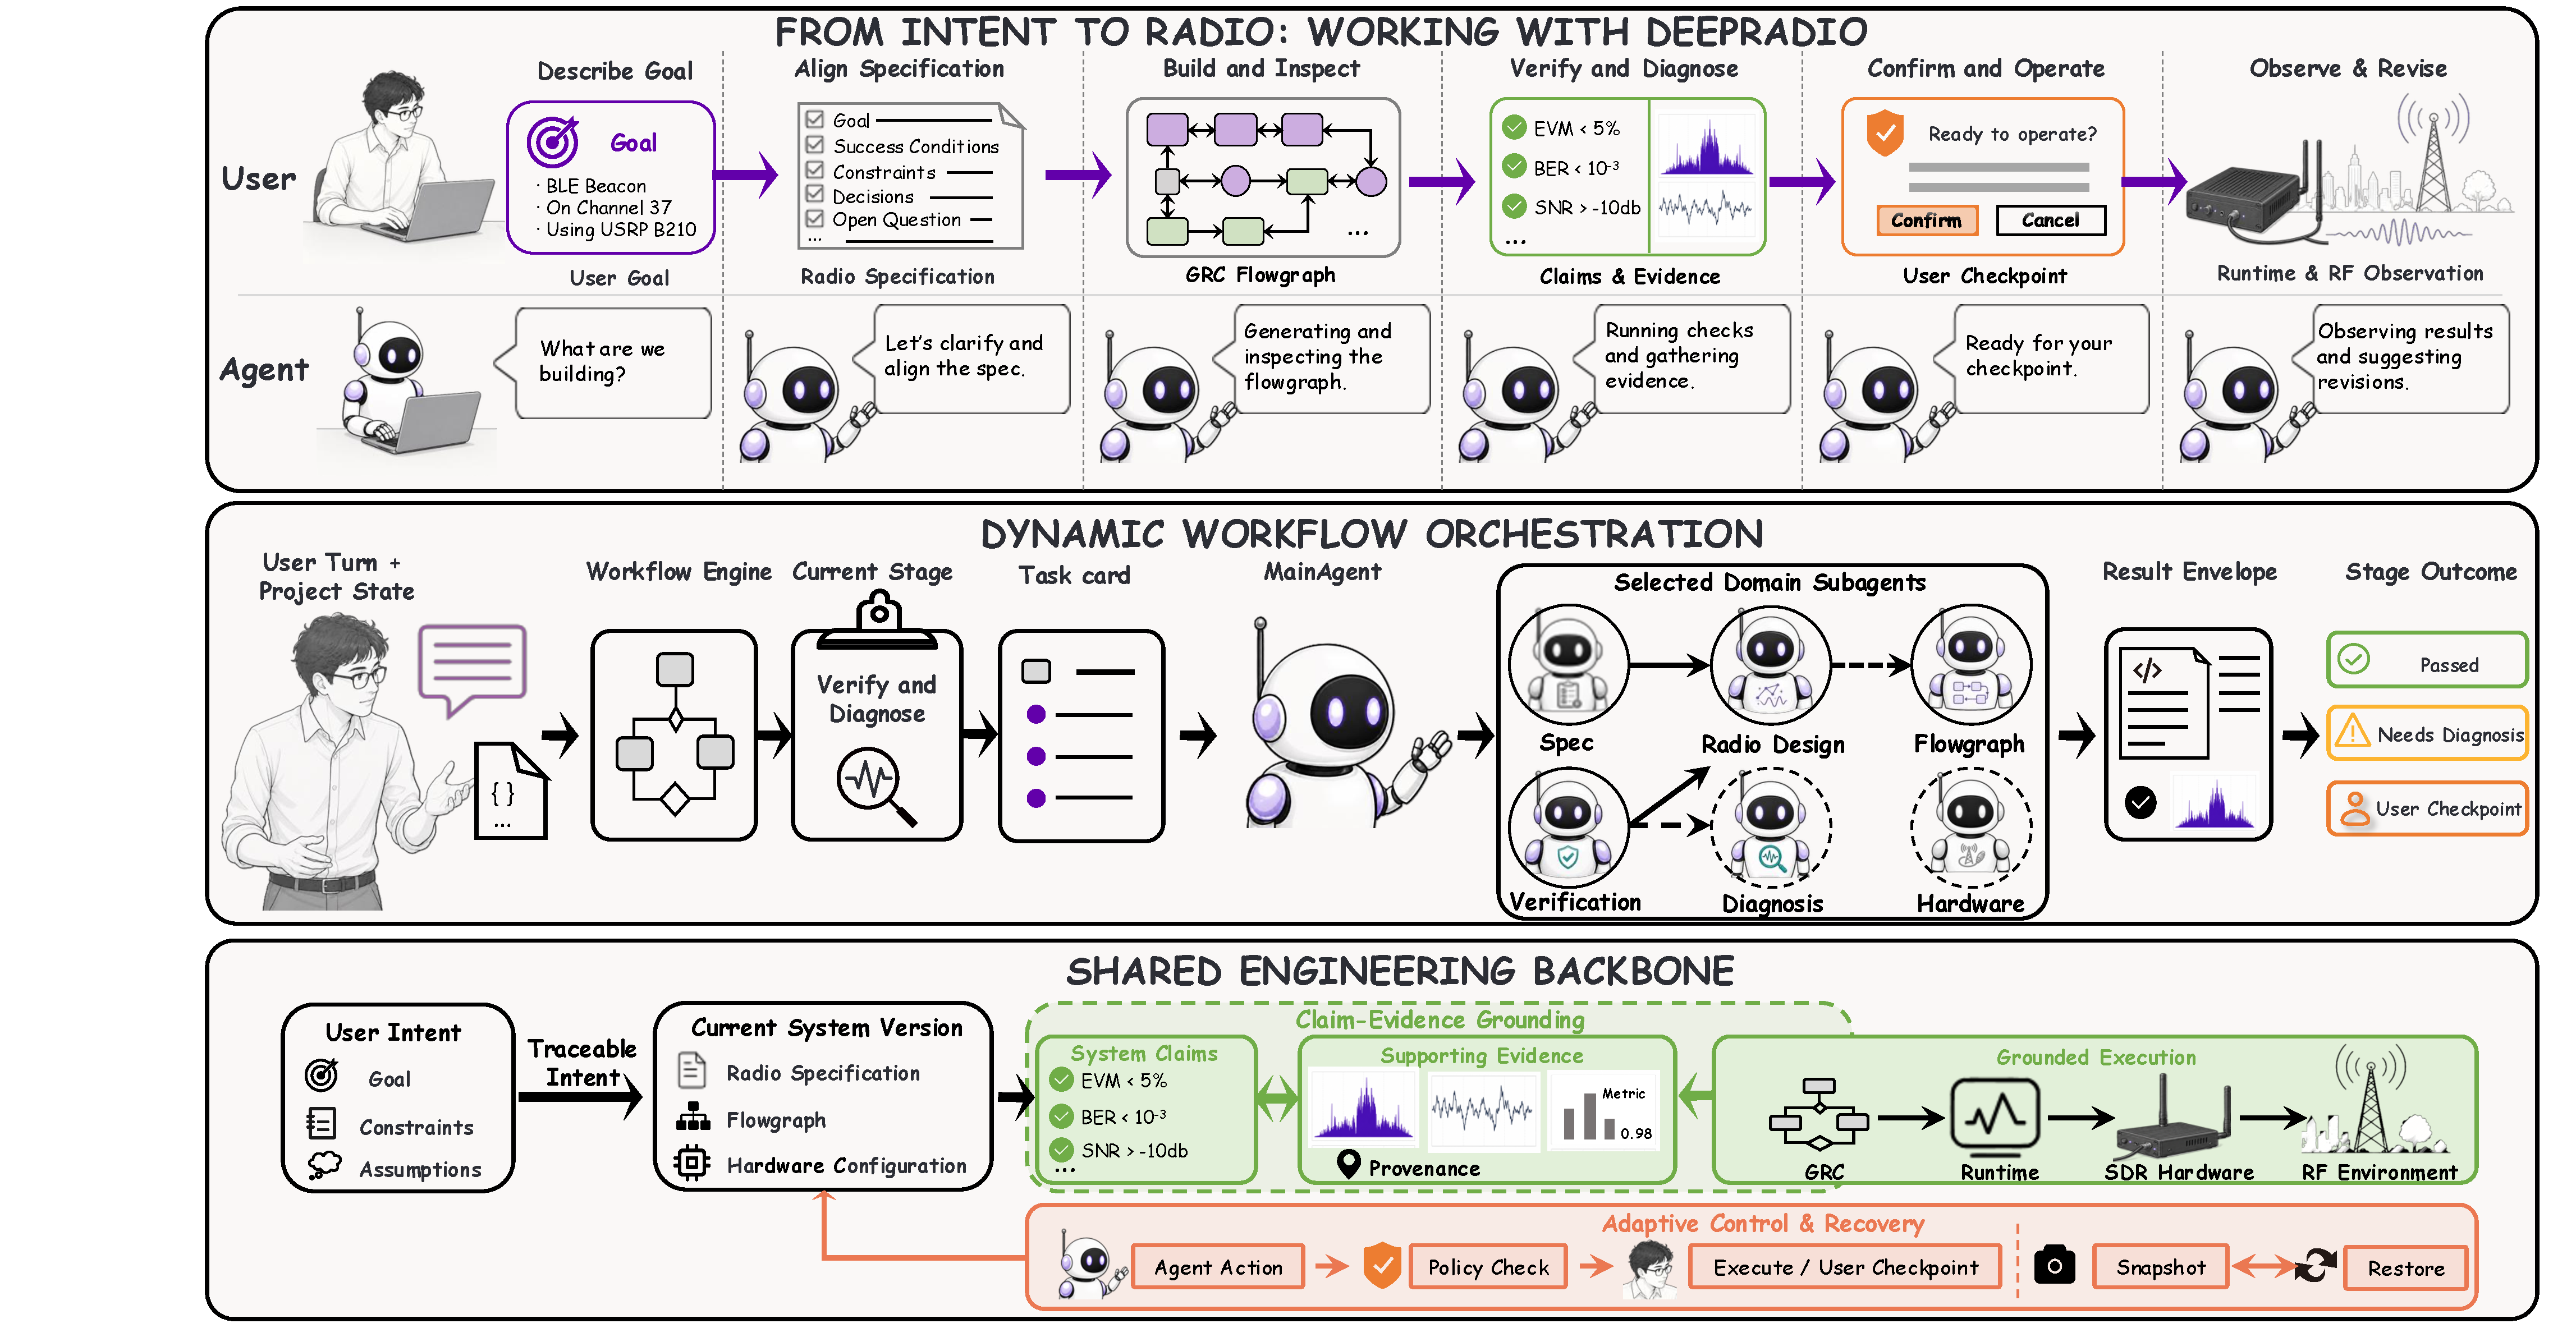 FROM INTENT TO RADIO: WORKING WITH DEEPRADIO
Describe Goal
Align Specification
Build and Inspect
Verify and Diagnose
Confirm and Operate
Observe & Revise
User
Goal
· BLE Beacon
· On Channel 37
· Using USRP B210
User Goal
Goal
Success Conditions
Constraints
Decisions
Open Question
...
Radio Specification
...
GRC Flowgraph
EVM < 5%
BER < 10⁻³
SNR > -10db
...
Claims & Evidence
Ready to operate?
Confirm
Cancel
User Checkpoint
Runtime & RF Observation
Agent
What are we
building?
Let's clarify and
align the spec.
Generating and
inspecting the
flowgraph.
Running checks
and gathering
evidence.
Ready for your
checkpoint.
Observing results
and suggesting
revisions.
DYNAMIC WORKFLOW ORCHESTRATION
User Turn +
Project State
{ }
...
Workflow Engine
Current Stage
Verify and
Diagnose
Task card
MainAgent
Selected Domain Subagents
Spec
Radio Design
Flowgraph
Verification
Diagnosis
Hardware
Result Envelope
</>
Stage Outcome
Passed
Needs Diagnosis
User Checkpoint
SHARED ENGINEERING BACKBONE
User Intent
Goal
Constraints
Assumptions
Traceable
Intent
Current System Version
Radio Specification
Flowgraph
Hardware Configuration
Claim-Evidence Grounding
System Claims
EVM < 5%
BER < 10⁻³
SNR > -10db
...
Supporting Evidence
Metric
0.98
Provenance
Grounded Execution
GRC
Runtime
SDR Hardware
RF Environment
Adaptive Control & Recovery
Agent Action
Policy Check
Execute / User Checkpoint
Snapshot
Restore